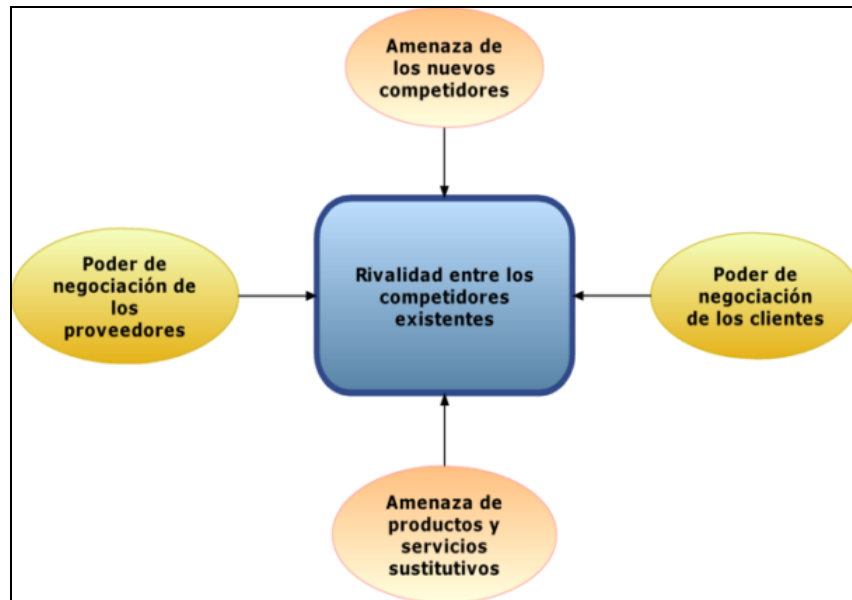 Amenaza de
los nuevos
competidores
Poder de
negociación de
los
proveedores
Rivalidad entre los
competidores
existentes
Poder de
negociación
de los clientes
Amenaza de
productos y
servicios
sustitutivos